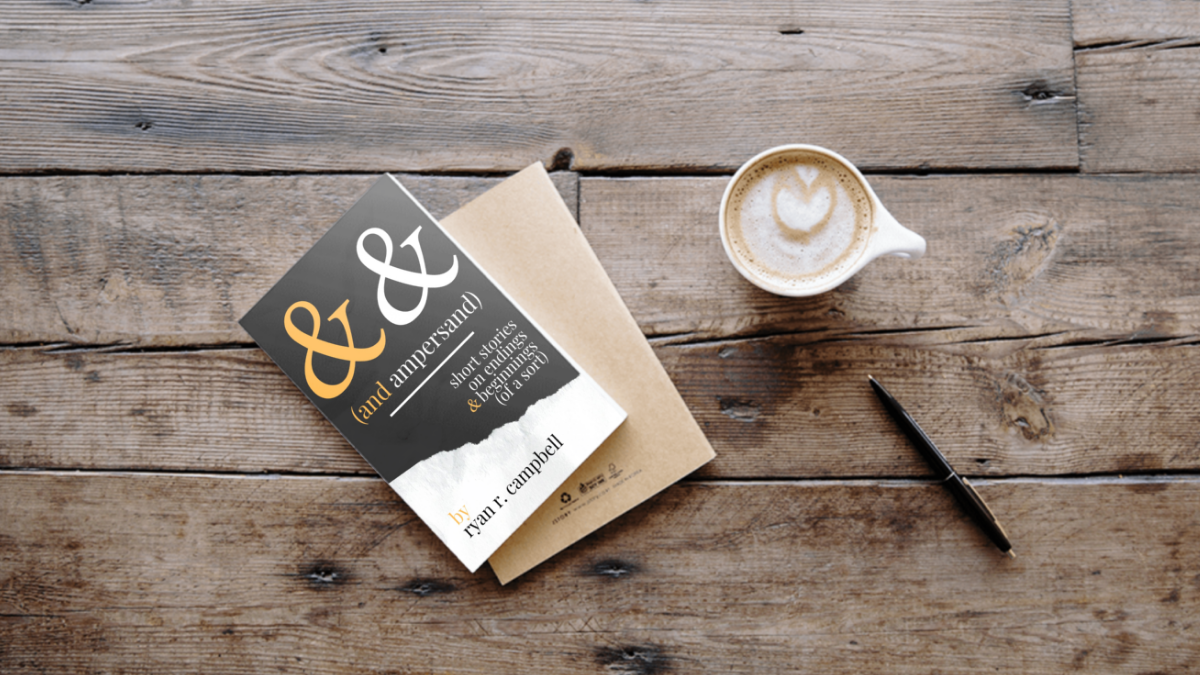 & &
(and ampersand)
short stories
on endings
& beginnings
(of a sort)
by
ryan r. campbell